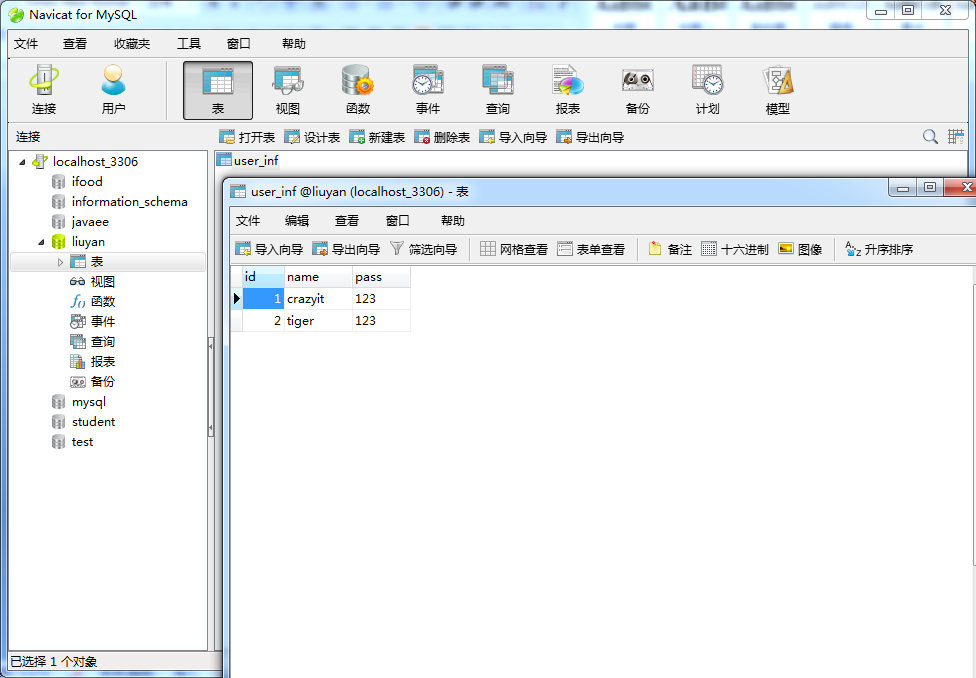 Navicat for MySQL
文件 查看 收藏夹 工具 窗口 帮助
连接 用户 表 视图 函数 事件 查询 报表 备份 计划 模型
连接 打开表 设计表 新建表 删除表 导入向导 导出向导
localhost_3306
ifood
information_schema
javaee
liuyan
表
视图
函数
事件
查询
报表
备份
mysql
student
test
已选择 1 个对象
user_inf
user_inf @liuyan (localhost_3306) - 表
文件 编辑 查看 窗口 帮助
导入向导 导出向导 筛选向导 网格查看 表单查看 备注 十六进制 图像 升序排序
id name pass
1 crazyit 123
2 tiger 123